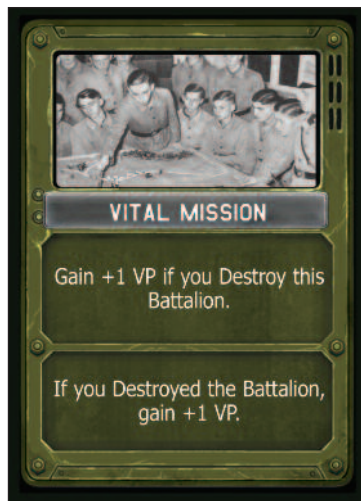 VITAL MISSION
Gain +1 VP if you Destroy this
Battalion.
If you Destroyed the Battalion,
gain +1 VP.